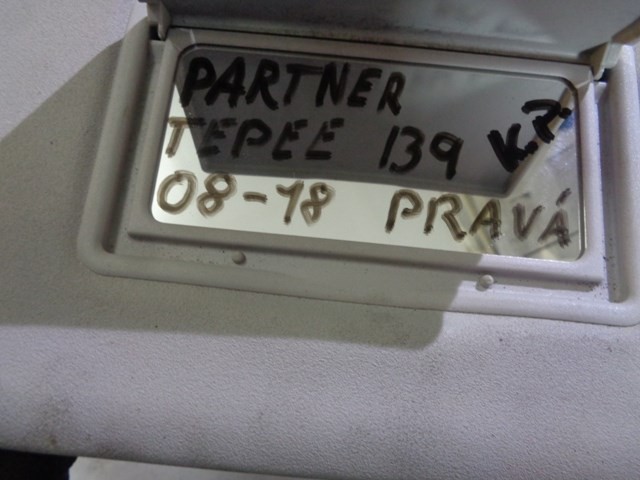 PARTNER
TEPEE 139 K.P.
08-18 PRAVÁ